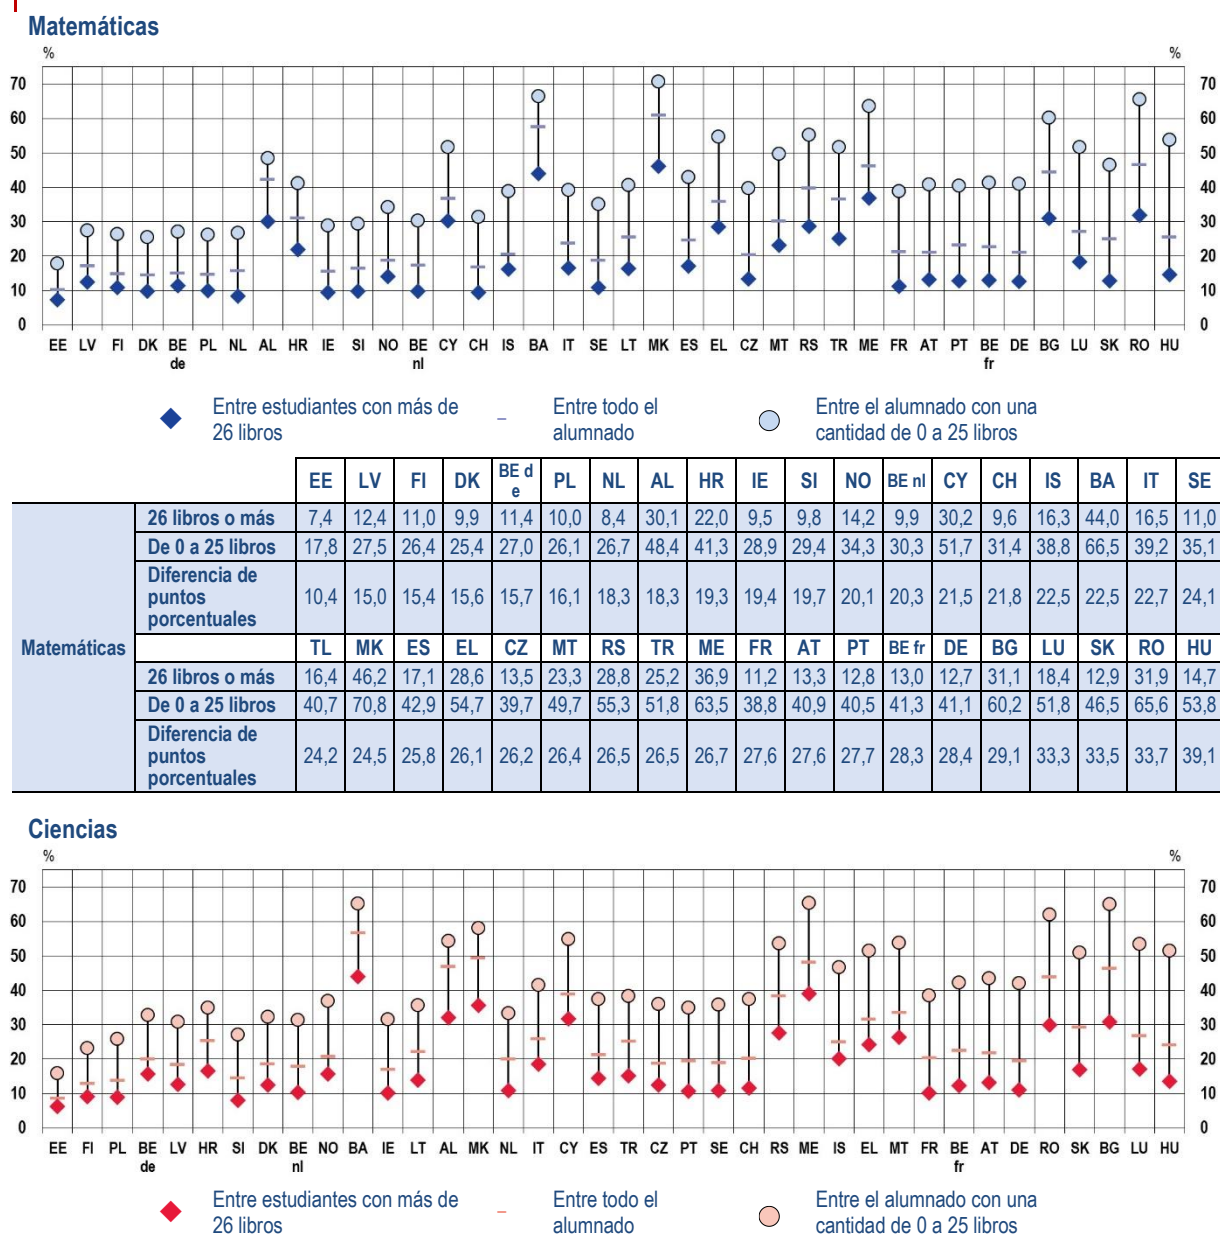 Matemáticas
% %
70 70
60 60
50 50
40 40
30 30
20 20
10 10
0 0
EE LV FI DK BE PL NL AL HR IE SI NO BE CY CH IS BA IT SE LT MK ES EL CZ MT RS TR ME FR AT PT BE DE BG LU SK RO HU
de nl fr
Entre estudiantes con más de Entre todo el Entre el alumnado con una
26 libros alumnado cantidad de 0 a 25 libros
EE LV FI DK BE d PL NL AL HR IE SI NO BE nl CY CH IS BA IT SE
e
26 libros o más 7,4 12,4 11,0 9,9 11,4 10,0 8,4 30,1 22,0 9,5 9,8 14,2 9,9 30,2 9,6 16,3 44,0 16,5 11,0
De 0 a 25 libros 17,8 27,5 26,4 25,4 27,0 26,1 26,7 48,4 41,3 28,9 29,4 34,3 30,3 51,7 31,4 38,8 66,5 39,2 35,1
Diferencia de
puntos 10,4 15,0 15,4 15,6 15,7 16,1 18,3 18,3 19,3 19,4 19,7 20,1 20,3 21,5 21,8 22,5 22,5 22,7 24,1
porcentuales
Matemáticas TL MK ES EL CZ MT RS TR ME FR AT PT BE fr DE BG LU SK RO HU
26 libros o más 16,4 46,2 17,1 28,6 13,5 23,3 28,8 25,2 36,9 11,2 13,3 12,8 13,0 12,7 31,1 18,4 12,9 31,9 14,7
De 0 a 25 libros 40,7 70,8 42,9 54,7 39,7 49,7 55,3 51,8 63,5 38,8 40,9 40,5 41,3 41,1 60,2 51,8 46,5 65,6 53,8
Diferencia de
puntos 24,2 24,5 25,8 26,1 26,2 26,4 26,5 26,5 26,7 27,6 27,6 27,7 28,3 28,4 29,1 33,3 33,5 33,7 39,1
porcentuales
Ciencias
% %
70 70
60 60
50 50
40 40
30 30
20 20
10 10
0 0
EE FI PL BE LV HR SI DK BE NO BA IE LT AL MK NL IT CY ES TR CZ PT SE CH RS ME IS EL MT FR BE AT DE RO SK BG LU HU
de nl fr
Entre estudiantes con más de Entre todo el Entre el alumnado con una
26 libros alumnado cantidad de 0 a 25 libros